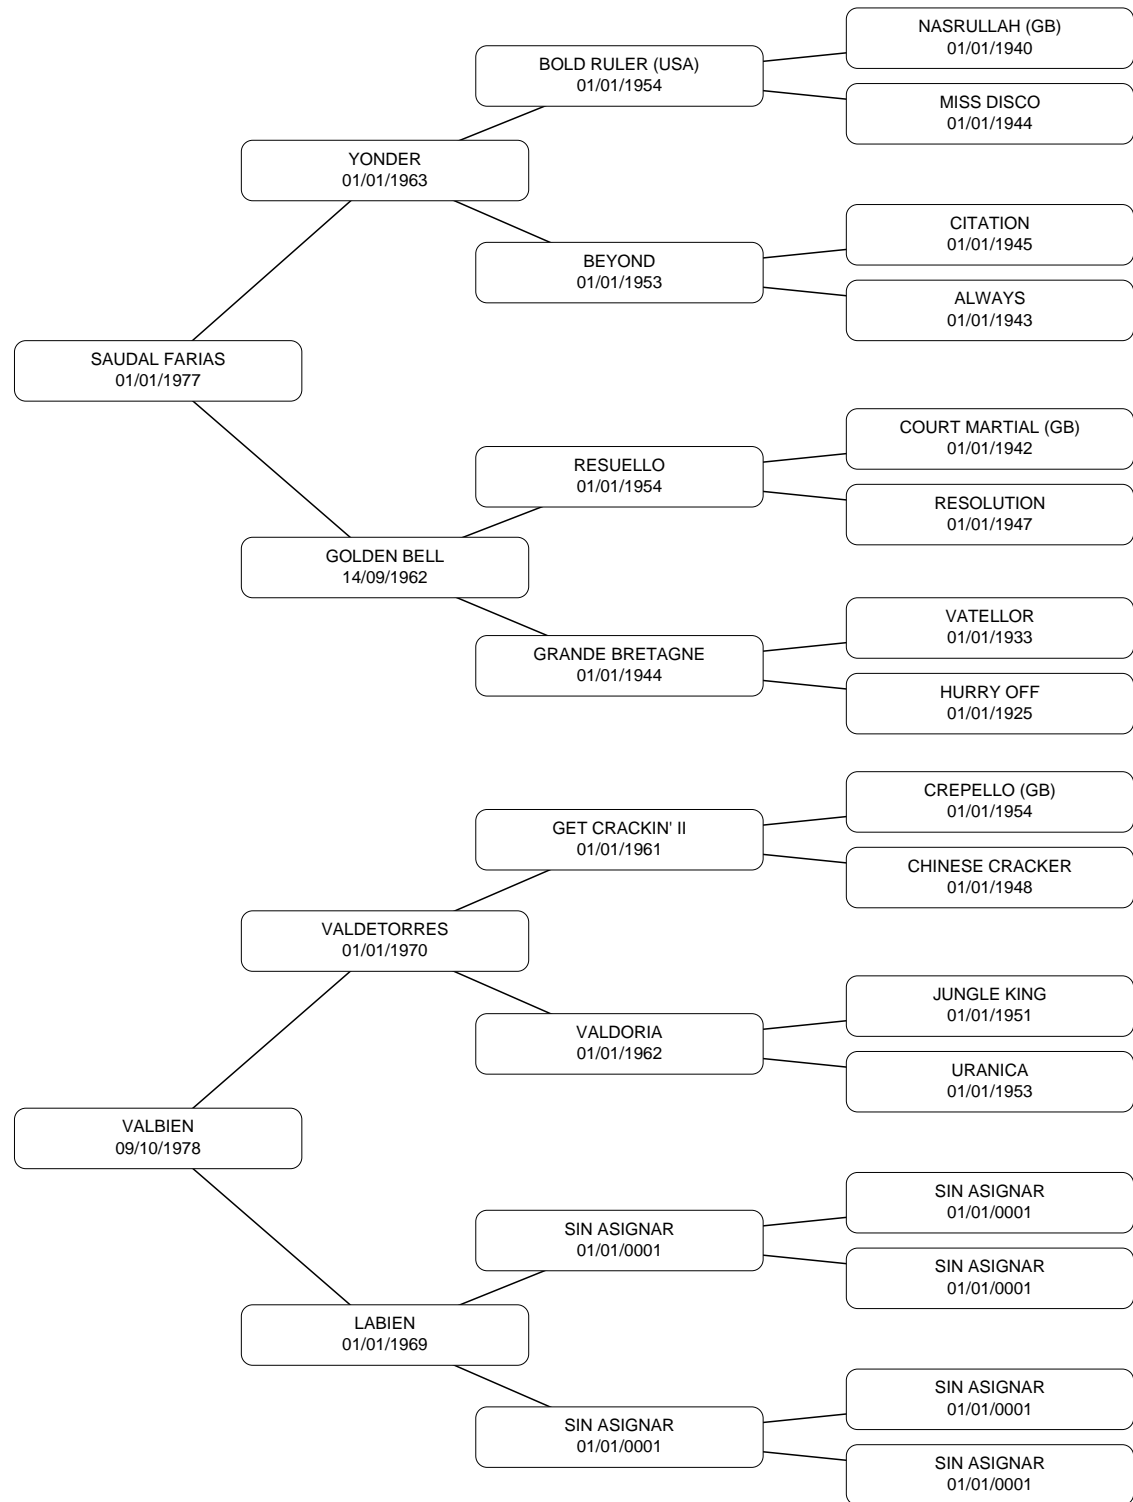 NASRULLAH (GB)
01/01/1940
BOLD RULER (USA)
01/01/1954
MISS DISCO
01/01/1944
YONDER
01/01/1963
CITATION
01/01/1945
BEYOND
01/01/1953
ALWAYS
01/01/1943
SAUDAL FARIAS
01/01/1977
COURT MARTIAL (GB)
01/01/1942
RESUELLO
01/01/1954
RESOLUTION
01/01/1947
GOLDEN BELL
14/09/1962
VATELLOR
01/01/1933
GRANDE BRETAGNE
01/01/1944
HURRY OFF
01/01/1925
CREPELLO (GB)
01/01/1954
GET CRACKIN' II
01/01/1961
CHINESE CRACKER
01/01/1948
VALDETORRES
01/01/1970
JUNGLE KING
01/01/1951
VALDORIA
01/01/1962
URANICA
01/01/1953
VALBIEN
09/10/1978
SIN ASIGNAR
01/01/0001
SIN ASIGNAR
01/01/0001
SIN ASIGNAR
01/01/0001
LABIEN
01/01/1969
SIN ASIGNAR
01/01/0001
SIN ASIGNAR
01/01/0001
SIN ASIGNAR
01/01/0001